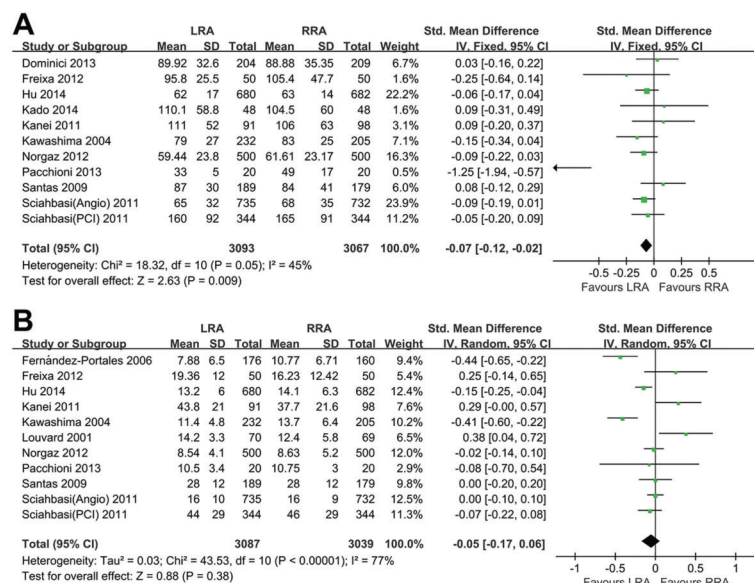 A
LRA RRA Std. Mean Difference Std. Mean Difference
Study or Subgroup Mean SD Total Mean SD Total Weight IV, Fixed, 95% CI IV, Fixed, 95% CI
Dominici 2013 89.92 32.6 204 88.88 35.35 209 6.7% 0.03 [-0.16, 0.22]
Freixa 2012 95.8 25.5 50 105.4 47.7 50 1.6% -0.25 [-0.64, 0.14]
Hu 2014 62 17 680 63 14 682 22.2% -0.06 [-0.17, 0.04]
Kado 2014 110.1 58.8 48 104.5 60 48 1.6% 0.09 [-0.31, 0.49]
Kanei 2011 111 52 91 106 63 98 3.1% 0.09 [-0.20, 0.37]
Kawashima 2004 79 27 232 83 25 205 7.1% -0.15 [-0.34, 0.04]
Norgaz 2012 59.44 23.8 500 61.61 23.17 500 16.3% -0.09 [-0.22, 0.03]
Pacchioni 2013 33 5 20 49 17 20 0.5% -1.25 [-1.94, -0.57]
Santas 2009 87 30 189 84 41 179 6.0% 0.08 [-0.12, 0.29]
Sciahbasi(Angio) 2011 65 32 735 68 35 732 23.9% -0.09 [-0.19, 0.01]
Sciahbasi(PCI) 2011 160 92 344 165 91 344 11.2% -0.05 [-0.20, 0.09]
Total (95% CI) 3093 3067 100.0% -0.07 [-0.12, -0.02]
Heterogeneity: Chi² = 18.32, df = 10 (P = 0.05); I² = 45%
Test for overall effect: Z = 2.63 (P = 0.009)
-0.5 -0.25 0 0.25 0.5
Favours LRA Favours RRA
B
LRA RRA Std. Mean Difference Std. Mean Difference
Study or Subgroup Mean SD Total Mean SD Total Weight IV, Random, 95% CI IV, Random, 95% CI
Fernández-Portales 2006 7.88 6.5 176 10.77 6.71 160 9.4% -0.44 [-0.65, -0.22]
Freixa 2012 19.36 12 50 16.23 12.42 50 5.4% 0.25 [-0.14, 0.65]
Hu 2014 13.2 6 680 14.1 6.3 682 12.4% -0.15 [-0.25, -0.04]
Kanei 2011 43.8 21 91 37.7 21.6 98 7.6% 0.29 [-0.00, 0.57]
Kawashima 2004 11.4 4.8 232 13.7 6.4 205 10.2% -0.41 [-0.60, -0.22]
Louvard 2001 14.2 3.3 70 12.4 5.8 69 6.5% 0.38 [0.04, 0.72]
Norgaz 2012 8.54 4.1 500 8.63 5.2 500 11.9% -0.02 [-0.14, 0.10]
Pacchioni 2013 10.5 3.4 20 10.75 3 20 2.9% -0.08 [-0.70, 0.54]
Santas 2009 28 12 189 28 12 179 9.7% 0.00 [-0.20, 0.20]
Sciahbasi(Angio) 2011 16 10 735 16 9 732 12.5% 0.00 [-0.10, 0.10]
Sciahbasi(PCI) 2011 44 29 344 46 29 344 11.3% -0.07 [-0.22, 0.08]
Total (95% CI) 3087 3039 100.0% -0.05 [-0.17, 0.06]
Heterogeneity: Tau² = 0.03; Chi² = 43.53, df = 10 (P < 0.00001); I² = 77%
Test for overall effect: Z = 0.88 (P = 0.38)
-1 -0.5 0 0.5 1
Favours LRA Favours RRA